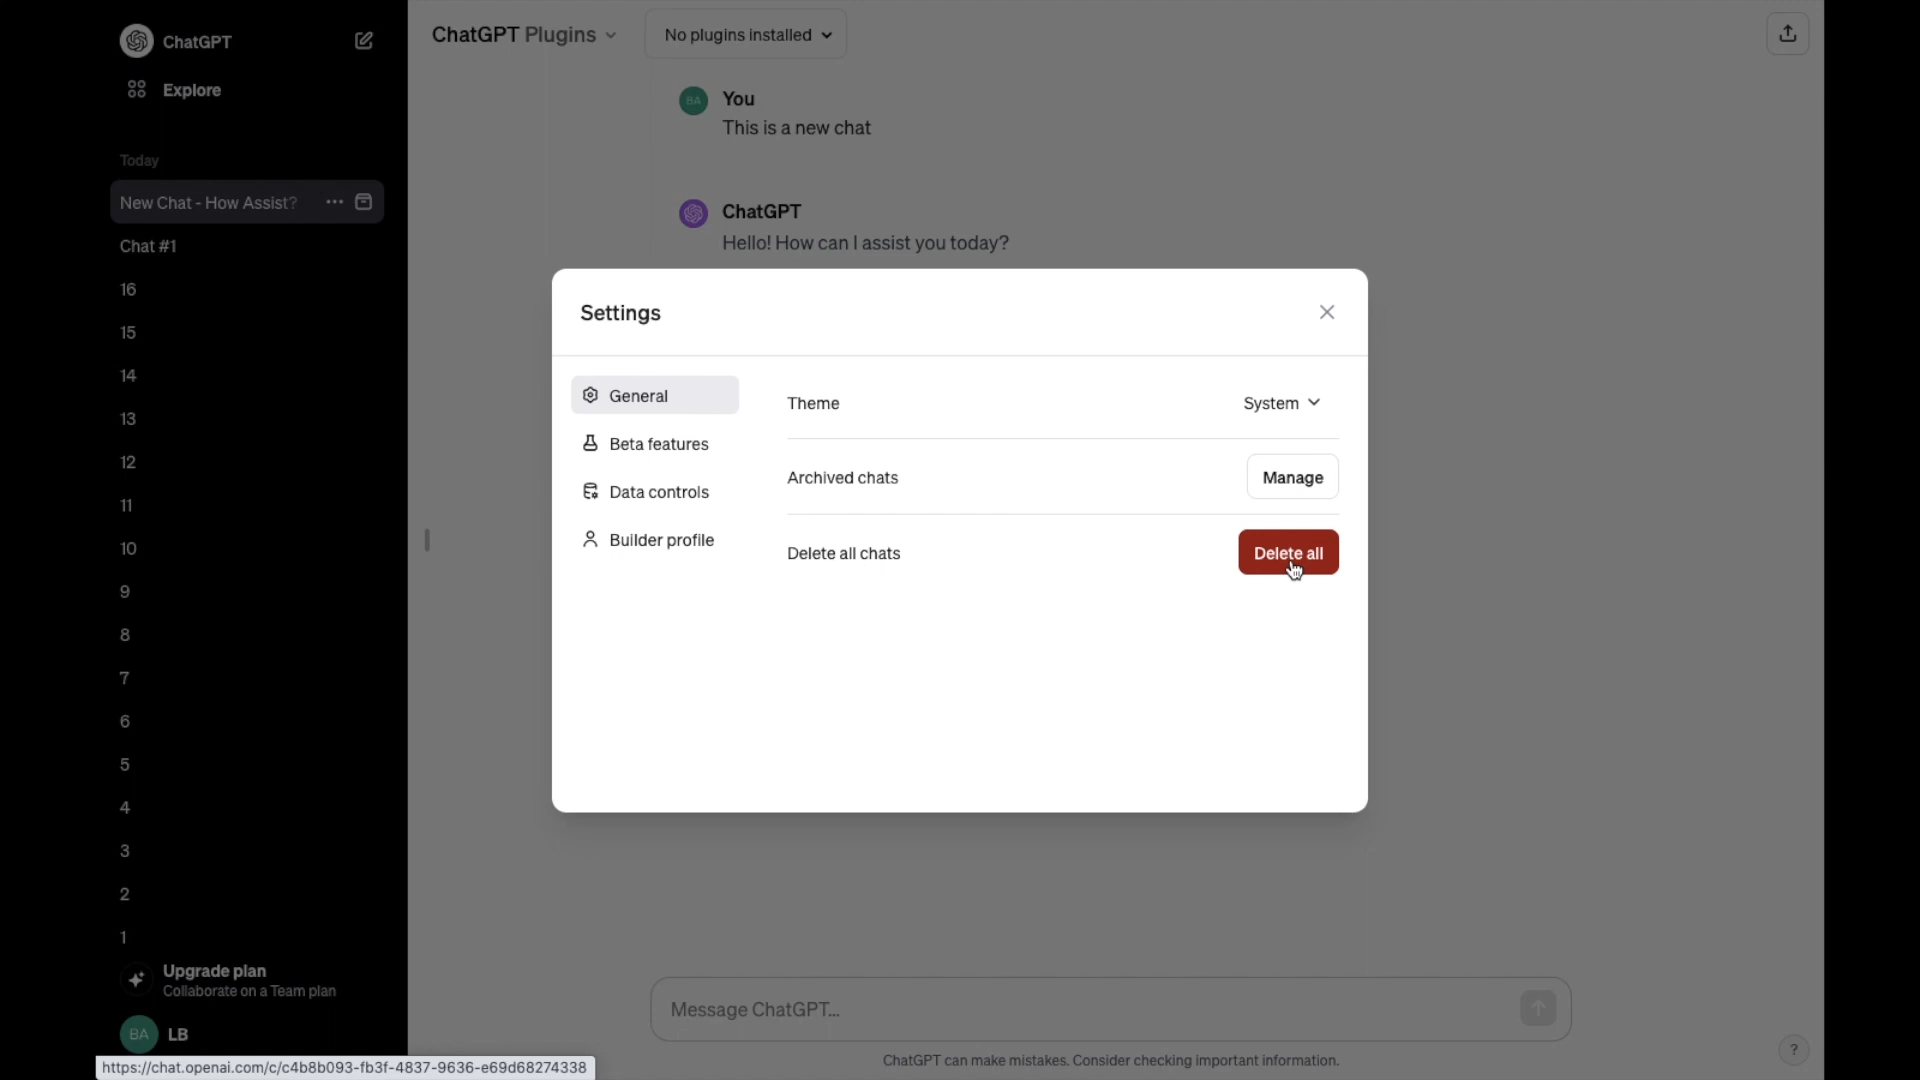 ChatGPT
Explore
Today
New Chat - How Assist?
Chat #1
16
15
14
13
12
11
10
9
8
7
6
5
4
3
2
1
Upgrade plan
Collaborate on a Team plan
BA LB
https://chat.openai.com/c/c4b8b093-fb3f-4837-9636-e69d68274338
ChatGPT Plugins No plugins installed
BA You
This is a new chat
ChatGPT
Hello! How can I assist you today?
Settings
General
Beta features
Data controls
Builder profile
Theme System
Archived chats Manage
Delete all chats Delete all
Message ChatGPT...
ChatGPT can make mistakes. Consider checking important information.
?